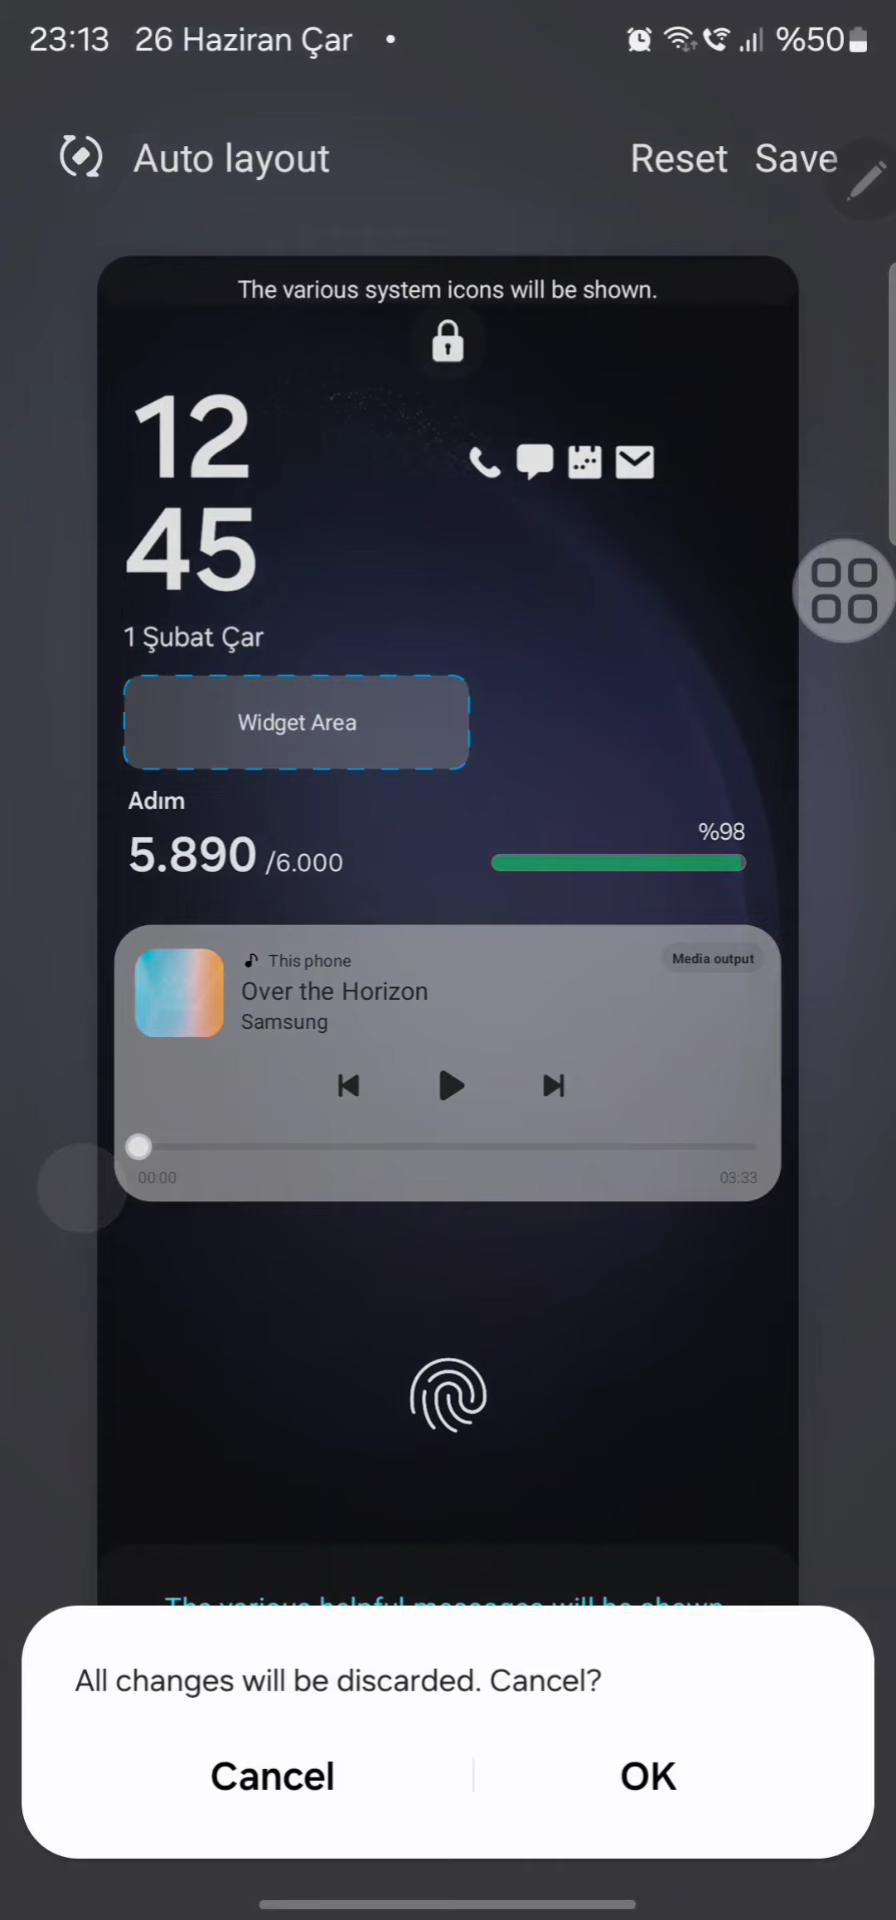 23:13 26 Haziran Çar • %50
Auto layout Reset Save
The various system icons will be shown.
12
45
1 Şubat Çar
Widget Area
Adım
%98
5.890 /6.000
This phone Media output
Over the Horizon
Samsung
00:00 03:33
The various helpful messages will be shown
All changes will be discarded. Cancel?
Cancel OK